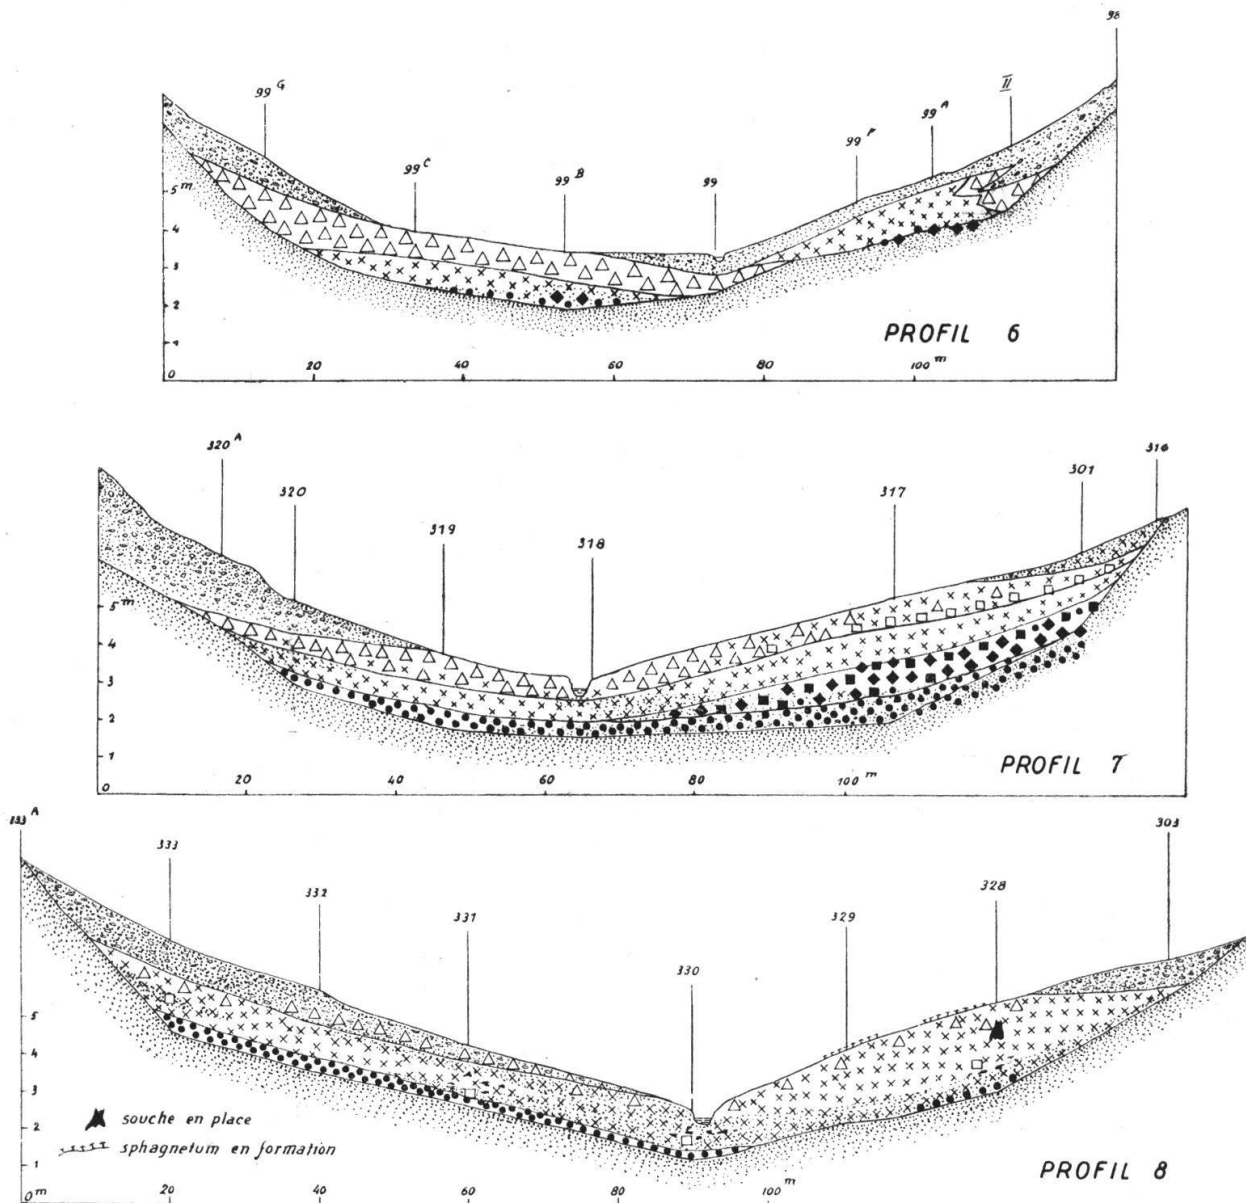 98
99 G
99 C
99 B
99
99 F
99 A
II
5 m
4
3
2
1
0
20
40
60
80
100 m
PROFIL 6
320 A
320
319
318
317
301
316
5 m
4
3
2
1
0
20
40
60
80
100 m
PROFIL 7
333 A
333
332
331
330
329
328
303
5
4
3
2
1
0 m
20
40
60
80
100 m
souche en place
sphagnetum en formation
PROFIL 8